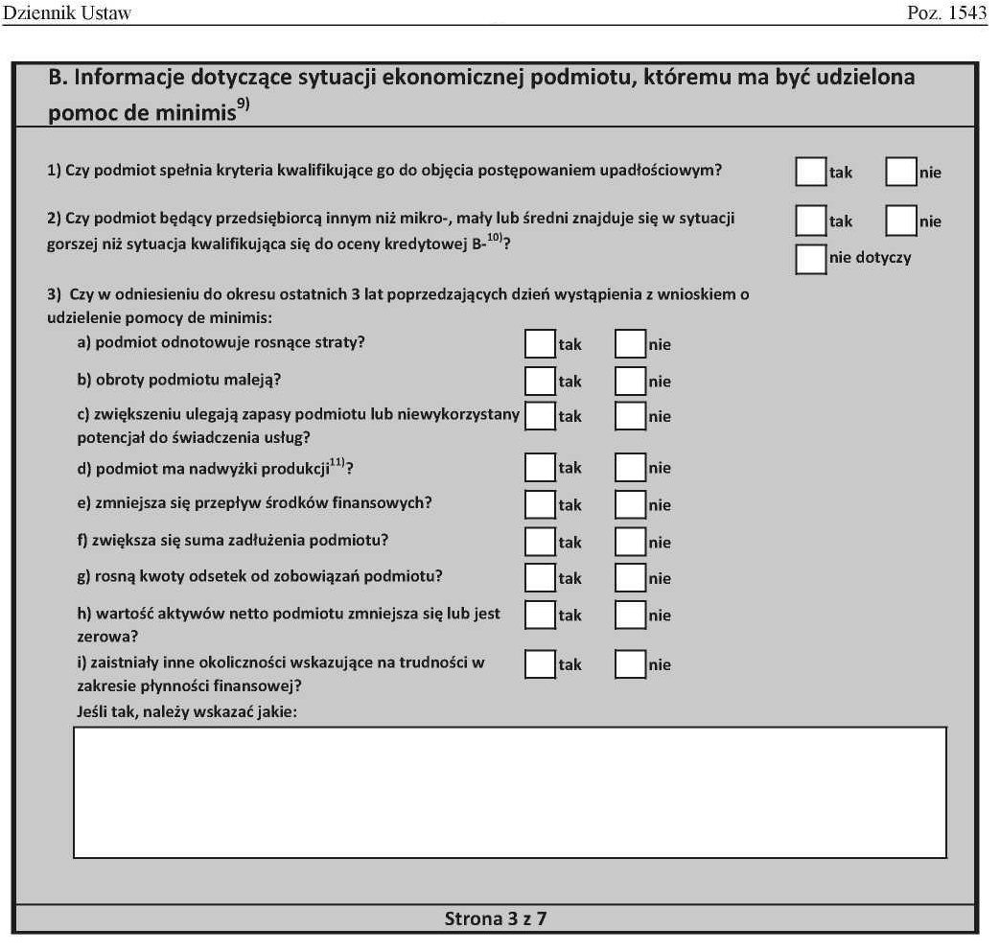 Dziennik Ustaw Poz. 1543
B. Informacje dotyczące sytuacji ekonomicznej podmiotu, któremu ma być udzielona
pomoc de minimis9)
1) Czy podmiot spełnia kryteria kwalifikujące go do objęcia postępowaniem upadłościowym? tak nie
2) Czy podmiot będący przedsiębiorcą innym niż mikro-, mały lub średni znajduje się w sytuacji tak nie
gorszej niż sytuacja kwalifikująca się do oceny kredytowej B-10)?
nie dotyczy
3) Czy w odniesieniu do okresu ostatnich 3 lat poprzedzających dzień wystąpienia z wnioskiem o
udzielenie pomocy de minimis:
a) podmiot odnotowuje rosnące straty? tak nie
b) obroty podmiotu maleją? tak nie
c) zwiększeniu ulegają zapasy podmiotu lub niewykorzystany tak nie
potencjał do świadczenia usług?
d) podmiot ma nadwyżki produkcji11)? tak nie
e) zmniejsza się przepływ środków finansowych? tak nie
f) zwiększa się suma zadłużenia podmiotu? tak nie
g) rosną kwoty odsetek od zobowiązań podmiotu? tak nie
h) wartość aktywów netto podmiotu zmniejsza się lub jest tak nie
zerowa?
i) zaistniały inne okoliczności wskazujące na trudności w tak nie
zakresie płynności finansowej?
Jeśli tak, należy wskazać jakie:
Strona 3 z 7